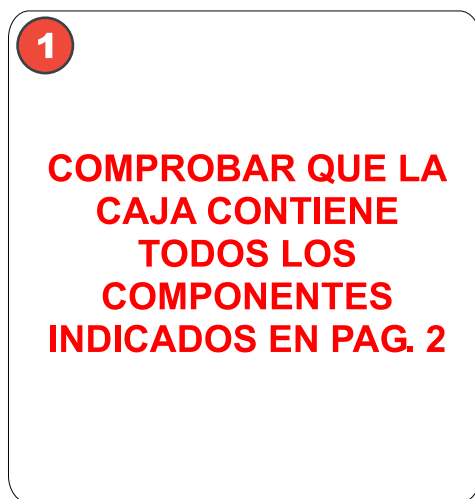 1
COMPROBAR QUE LA
CAJA CONTIENE
TODOS LOS
COMPONENTES
INDICADOS EN PAG. 2